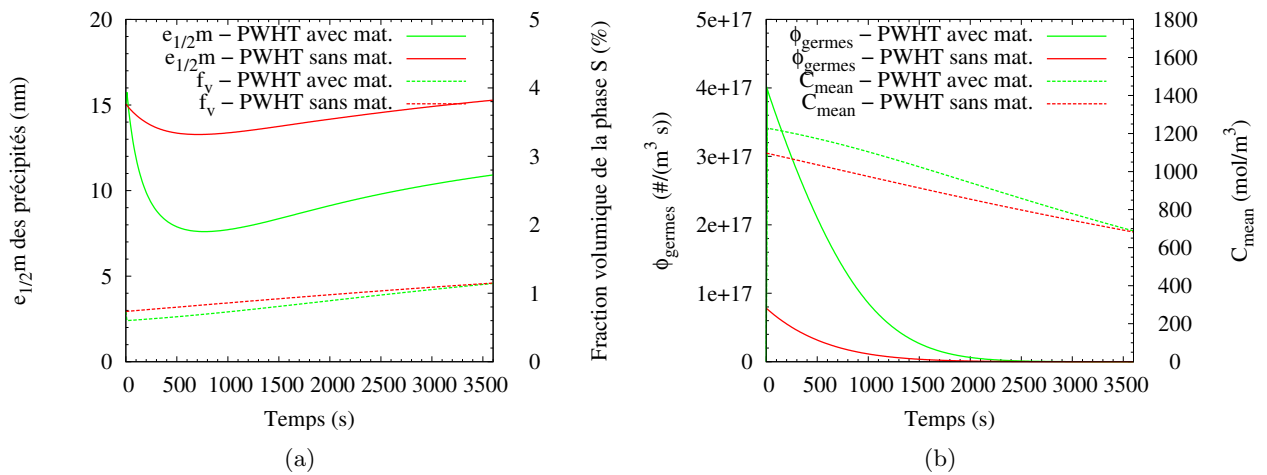 e1/2m des précipités (nm)
20
15
10
5
0
e1/2m – PWHT avec mat.
e1/2m – PWHT sans mat.
fv – PWHT avec mat.
fv – PWHT sans mat.
5
4
3
2
1
0
Fraction volumique de la phase S (%)
0 500 1000 1500 2000 2500 3000 3500
Temps (s)
(a)
ϕgermes (#/(m³ s))
5e+17
4e+17
3e+17
2e+17
1e+17
0
ϕgermes – PWHT avec mat.
ϕgermes – PWHT sans mat.
Cmean – PWHT avec mat.
Cmean – PWHT sans mat.
1800
1600
1400
1200
1000
800
600
400
200
0
Cmean (mol/m³)
0 500 1000 1500 2000 2500 3000 3500
Temps (s)
(b)